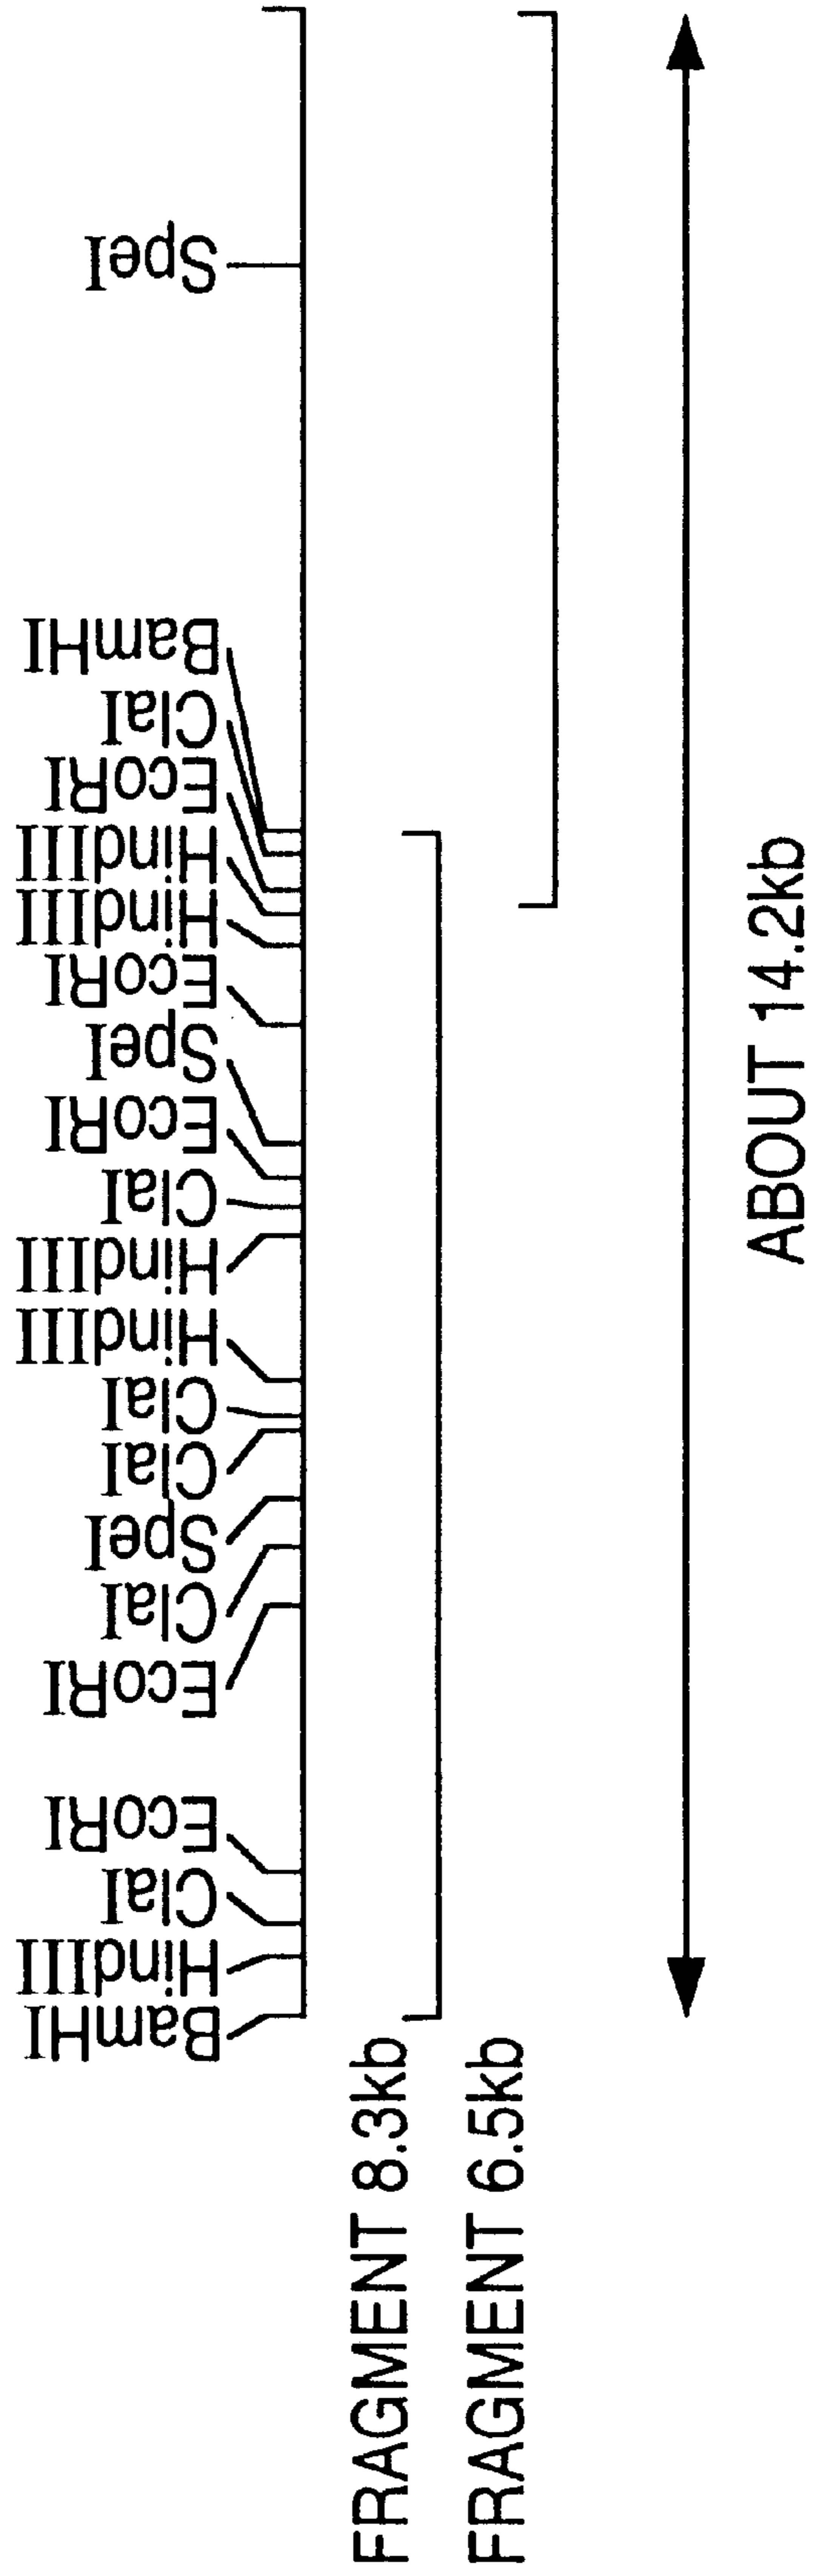 BamHI
HindIII
ClaI
EcoRI
EcoRI
ClaI
SpeI
ClaI
ClaI
HindIII
HindIII
ClaI
EcoRI
SpeI
EcoRI
HindIII
HindIII
EcoRI
ClaI
BamHI
SpeI
FRAGMENT 8.3kb
FRAGMENT 6.5kb
ABOUT 14.2kb